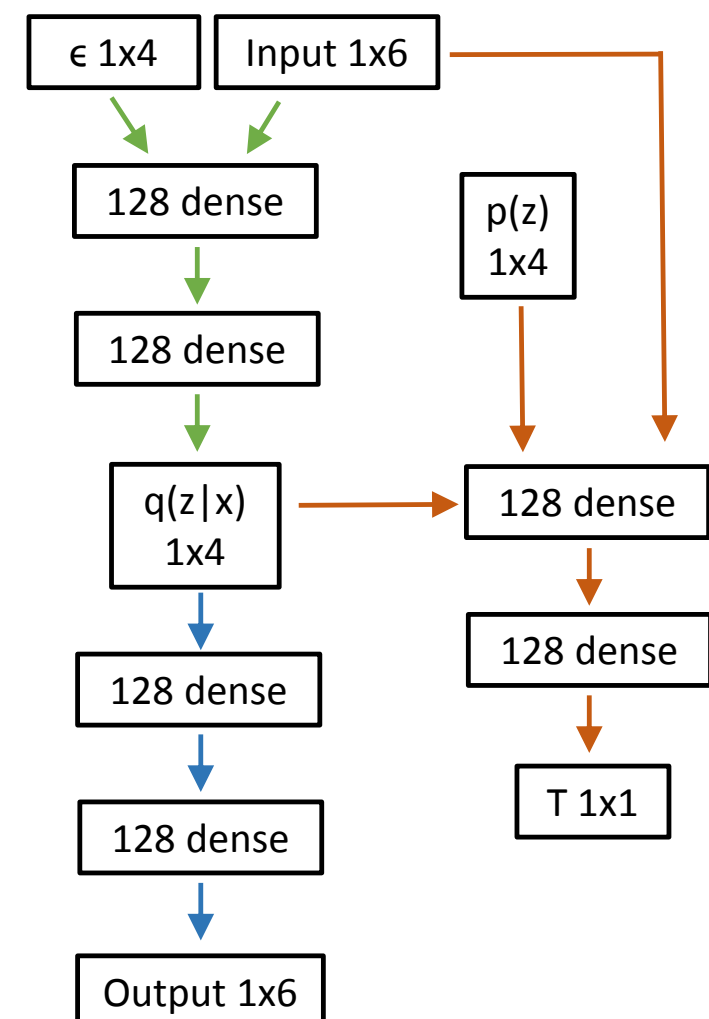 ϵ 1x4
Input 1x6
128 dense
p(z)
1x4
128 dense
q(z|x)
1x4
128 dense
128 dense
128 dense
128 dense
T 1x1
Output 1x6